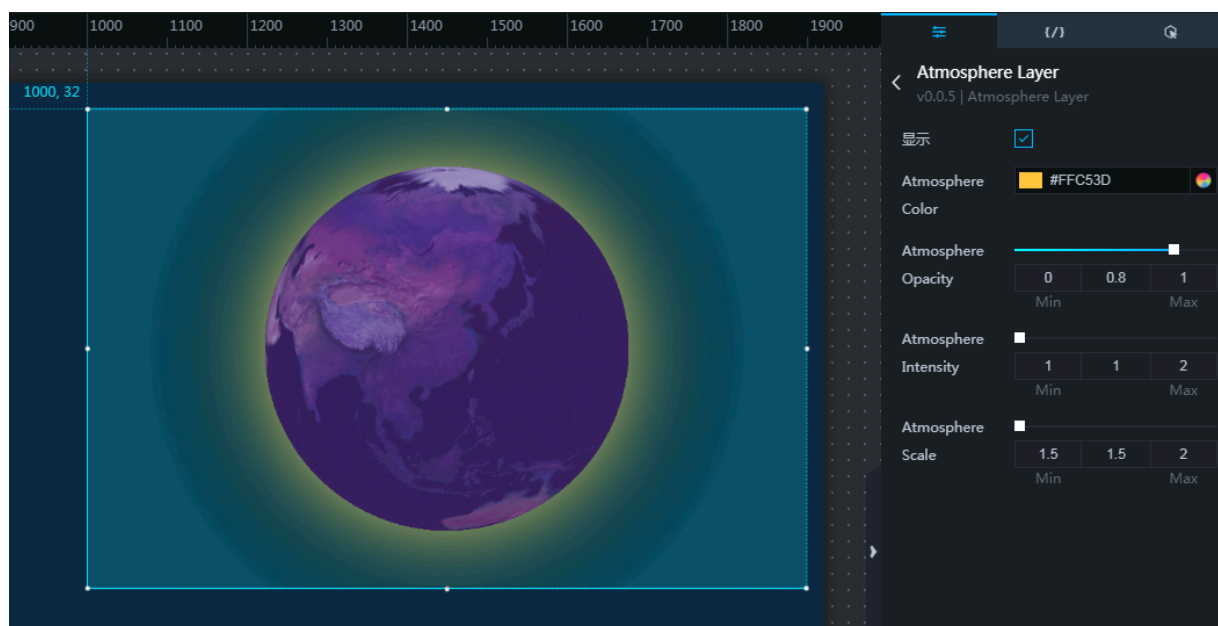 900 1000 1100 1200 1300 1400 1500 1600 1700 1800 1900
1000, 32
{/}
Atmosphere Layer
v0.0.5 | Atmosphere Layer
显示
Atmosphere Color
#FFC53D
Atmosphere Opacity
0 0.8 1
Min Max
Atmosphere Intensity
1 1 2
Min Max
Atmosphere Scale
1.5 1.5 2
Min Max